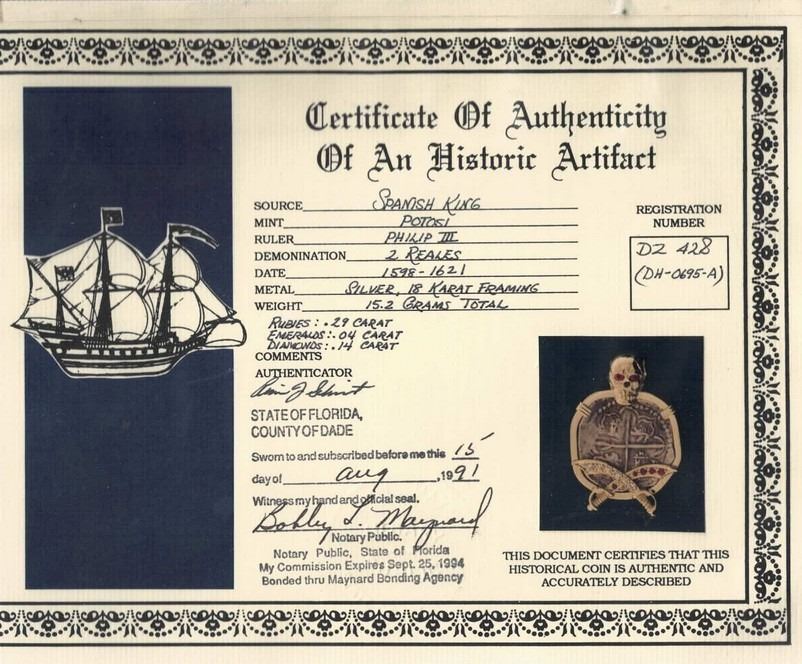 Certificate Of Authenticity
Of An Historic Artifact
SOURCE SPANISH KING
MINT POTOSI
RULER PHILIP III
DEMONINATION 2 REALES
DATE 1598-1621
METAL SILVER, 18 KARAT FRAMING
WEIGHT 15.2 GRAMS TOTAL
RUBIES: .29 CARAT
EMERALDS: .04 CARAT
DIAMONDS: .14 CARAT
COMMENTS
AUTHENTICATOR
STATE OF FLORIDA,
COUNTY OF DADE
Sworn to and subscribed before me this 15
day of aug ,1991
Witness my hand and official seal.
Bobby L. Maynard
Notary Public.
Notary Public, State of Florida
My Commission Expires Sept. 25, 1994
Bonded thru Maynard Bonding Agency
REGISTRATION
NUMBER
DZ 428
(DH-0695-A)
THIS DOCUMENT CERTIFIES THAT THIS
HISTORICAL COIN IS AUTHENTIC AND
ACCURATELY DESCRIBED